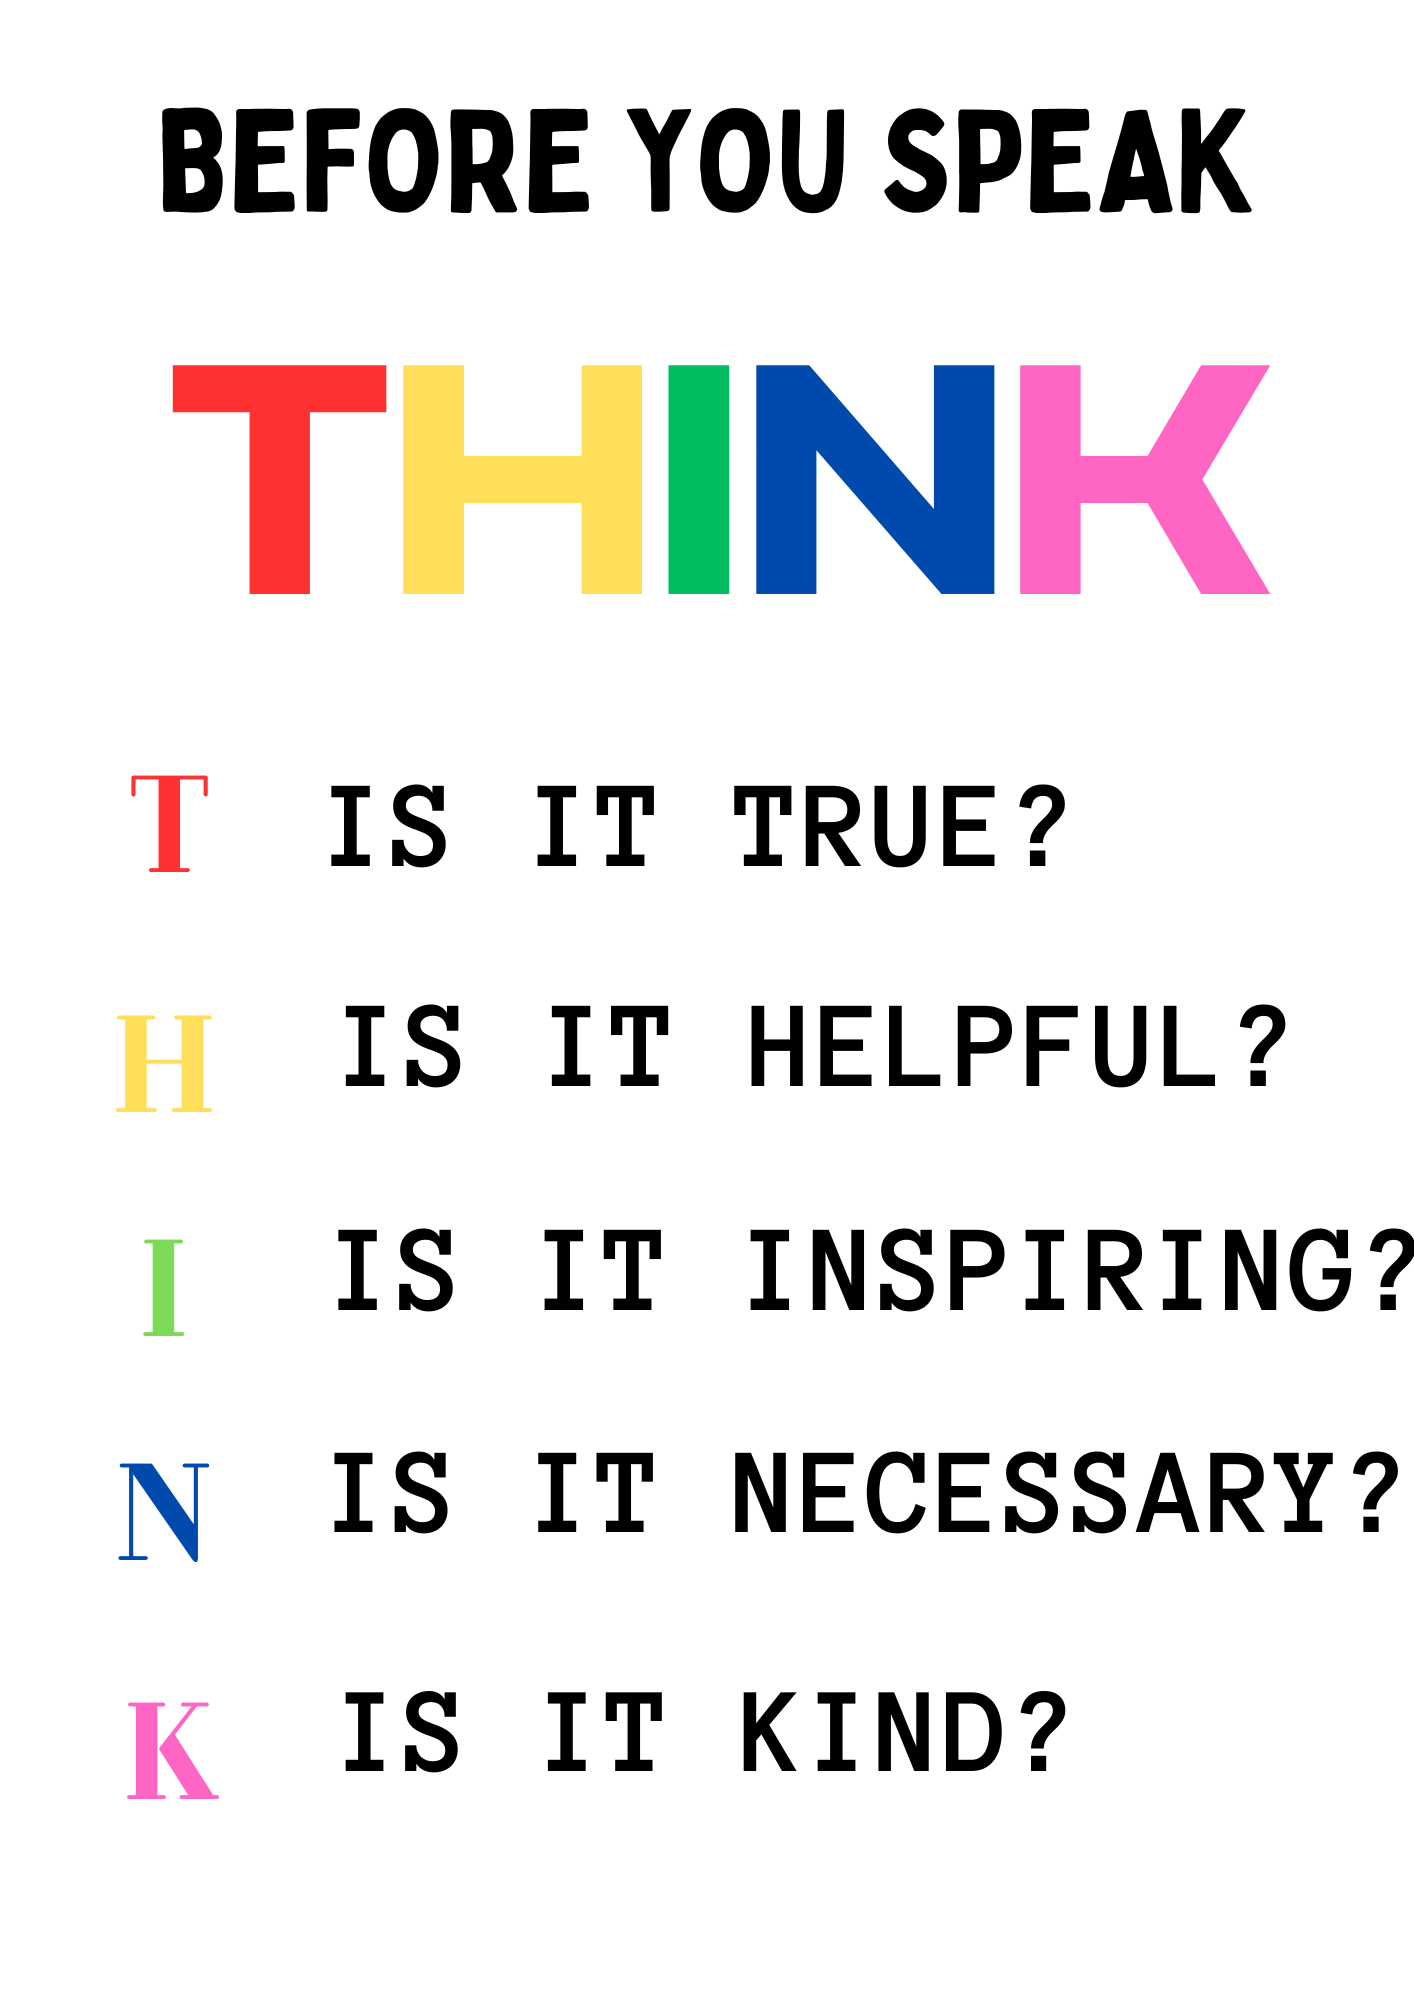 BEFORE YOU SPEAK
THINK
T IS IT TRUE?
H IS IT HELPFUL?
I IS IT INSPIRING?
N IS IT NECESSARY?
K IS IT KIND?